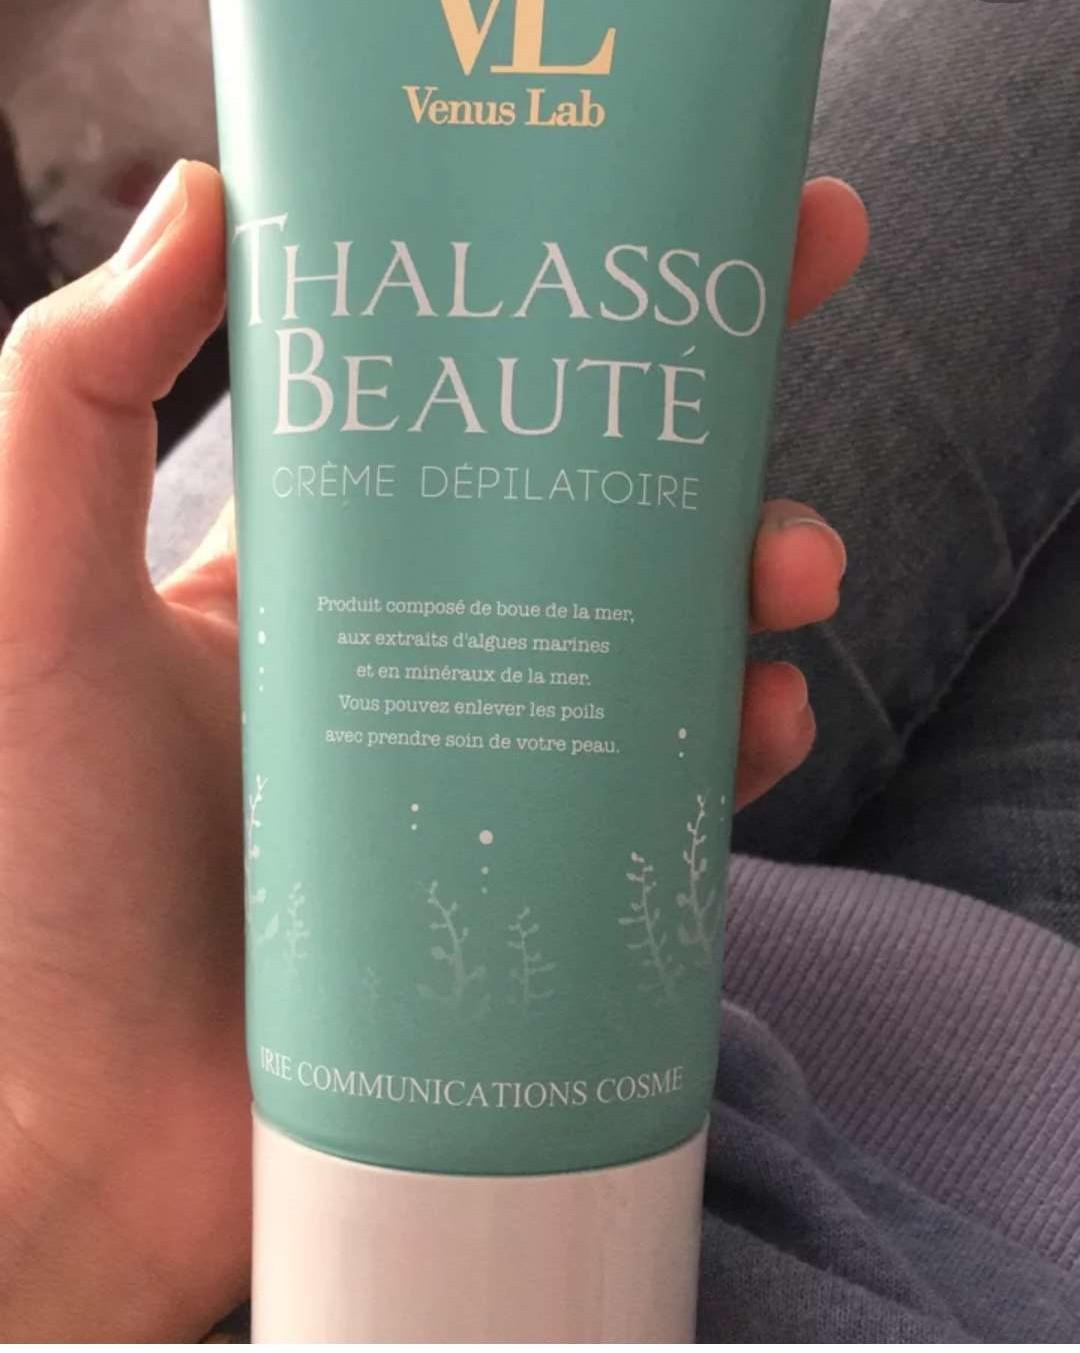 VL
Venus Lab
THALASSO
BEAUTÉ
CRÈME DÉPILATOIRE
Produit composé de boue de la mer,
aux extraits d'algues marines
et en minéraux de la mer.
Vous pouvez enlever les poils
avec prendre soin de votre peau.
IRIE COMMUNICATIONS COSME